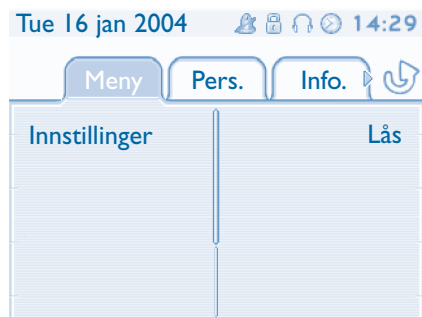 Tue 16 jan 2004 14:29
Meny Pers. Info.
Innstillinger Lås